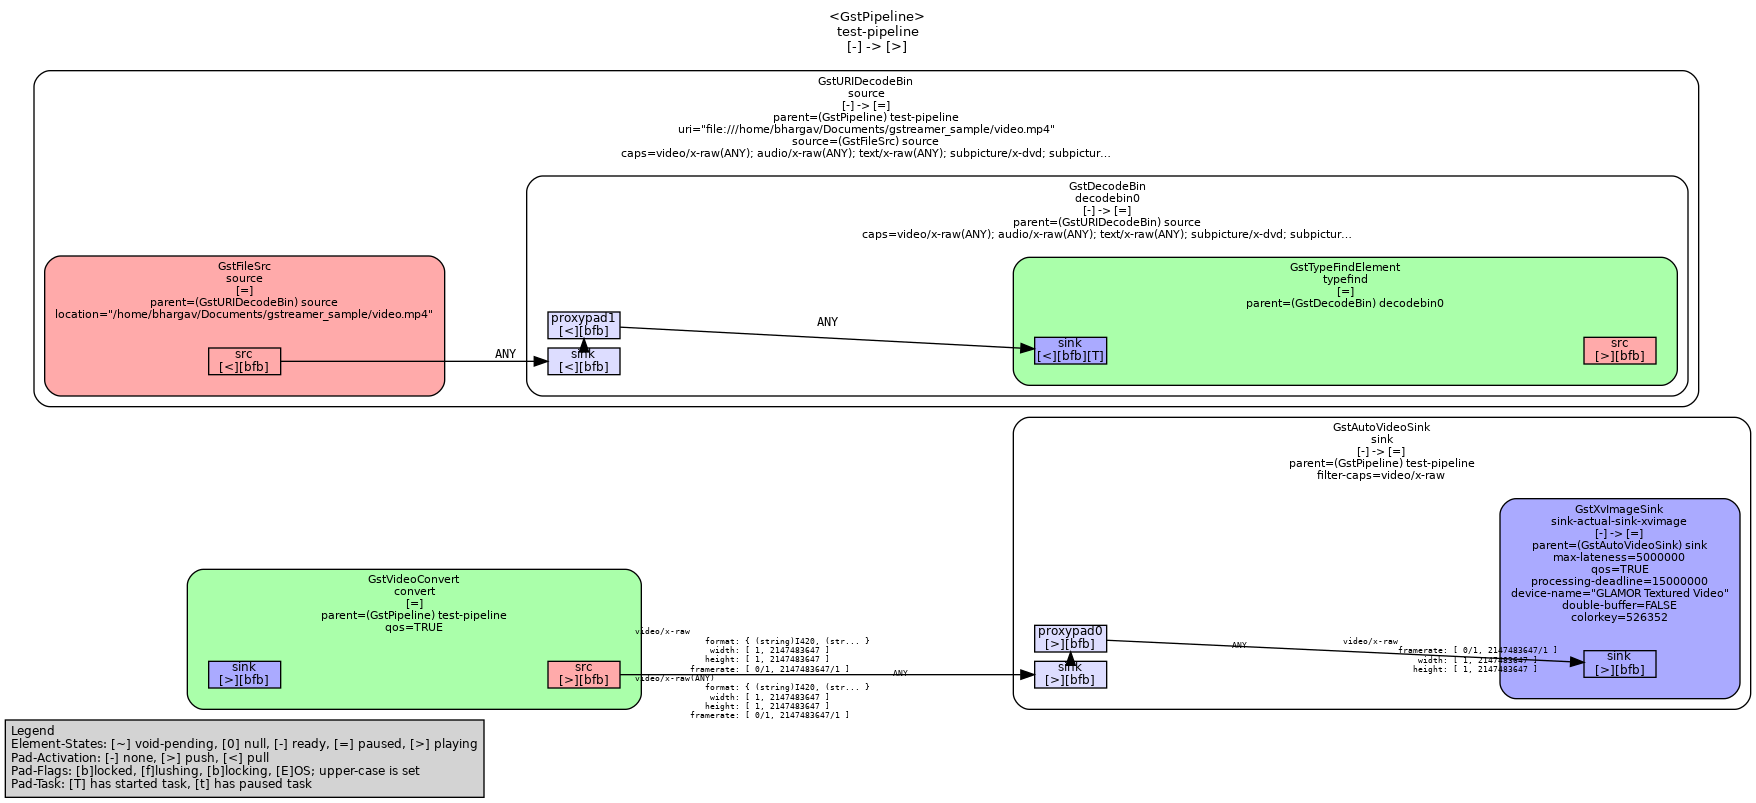 <GstPipeline>
test-pipeline
[-] -> [>]
GstURIDecodeBin
source
[-] -> [=]
parent=(GstPipeline) test-pipeline
uri="file:///home/bhargav/Documents/gstreamer_sample/video.mp4"
source=(GstFileSrc) source
caps=video/x-raw(ANY); audio/x-raw(ANY); text/x-raw(ANY); subpicture/x-dvd; subpictur...
GstDecodeBin
decodebin0
[-] -> [=]
parent=(GstURIDecodeBin) source
caps=video/x-raw(ANY); audio/x-raw(ANY); text/x-raw(ANY); subpicture/x-dvd; subpictur...
GstFileSrc
source
[=]
parent=(GstURIDecodeBin) source
location="/home/bhargav/Documents/gstreamer_sample/video.mp4"
src
[<][bfb]
ANY
proxypad1
[<][bfb]
sink
[<][bfb]
ANY
GstTypeFindElement
typefind
[=]
parent=(GstDecodeBin) decodebin0
sink
[<][bfb][T]
src
[>][bfb]
GstAutoVideoSink
sink
[-] -> [=]
parent=(GstPipeline) test-pipeline
filter-caps=video/x-raw
GstXvImageSink
sink-actual-sink-xvimage
[-] -> [=]
parent=(GstAutoVideoSink) sink
max-lateness=5000000
qos=TRUE
processing-deadline=15000000
device-name="GLAMOR Textured Video"
double-buffer=FALSE
colorkey=526352
sink
[>][bfb]
GstVideoConvert
convert
[=]
parent=(GstPipeline) test-pipeline
qos=TRUE
sink
[>][bfb]
src
[>][bfb]
video/x-raw
format: { (string)I420, (str... }
width: [ 1, 2147483647 ]
height: [ 1, 2147483647 ]
framerate: [ 0/1, 2147483647/1 ]
video/x-raw(ANY)
format: { (string)I420, (str... }
width: [ 1, 2147483647 ]
height: [ 1, 2147483647 ]
framerate: [ 0/1, 2147483647/1 ]
ANY
proxypad0
[>][bfb]
sink
[>][bfb]
ANY
video/x-raw
framerate: [ 0/1, 2147483647/1 ]
width: [ 1, 2147483647 ]
height: [ 1, 2147483647 ]
Legend
Element-States: [~] void-pending, [0] null, [-] ready, [=] paused, [>] playing
Pad-Activation: [-] none, [>] push, [<] pull
Pad-Flags: [b]locked, [f]lushing, [b]locking, [E]OS; upper-case is set
Pad-Task: [T] has started task, [t] has paused task